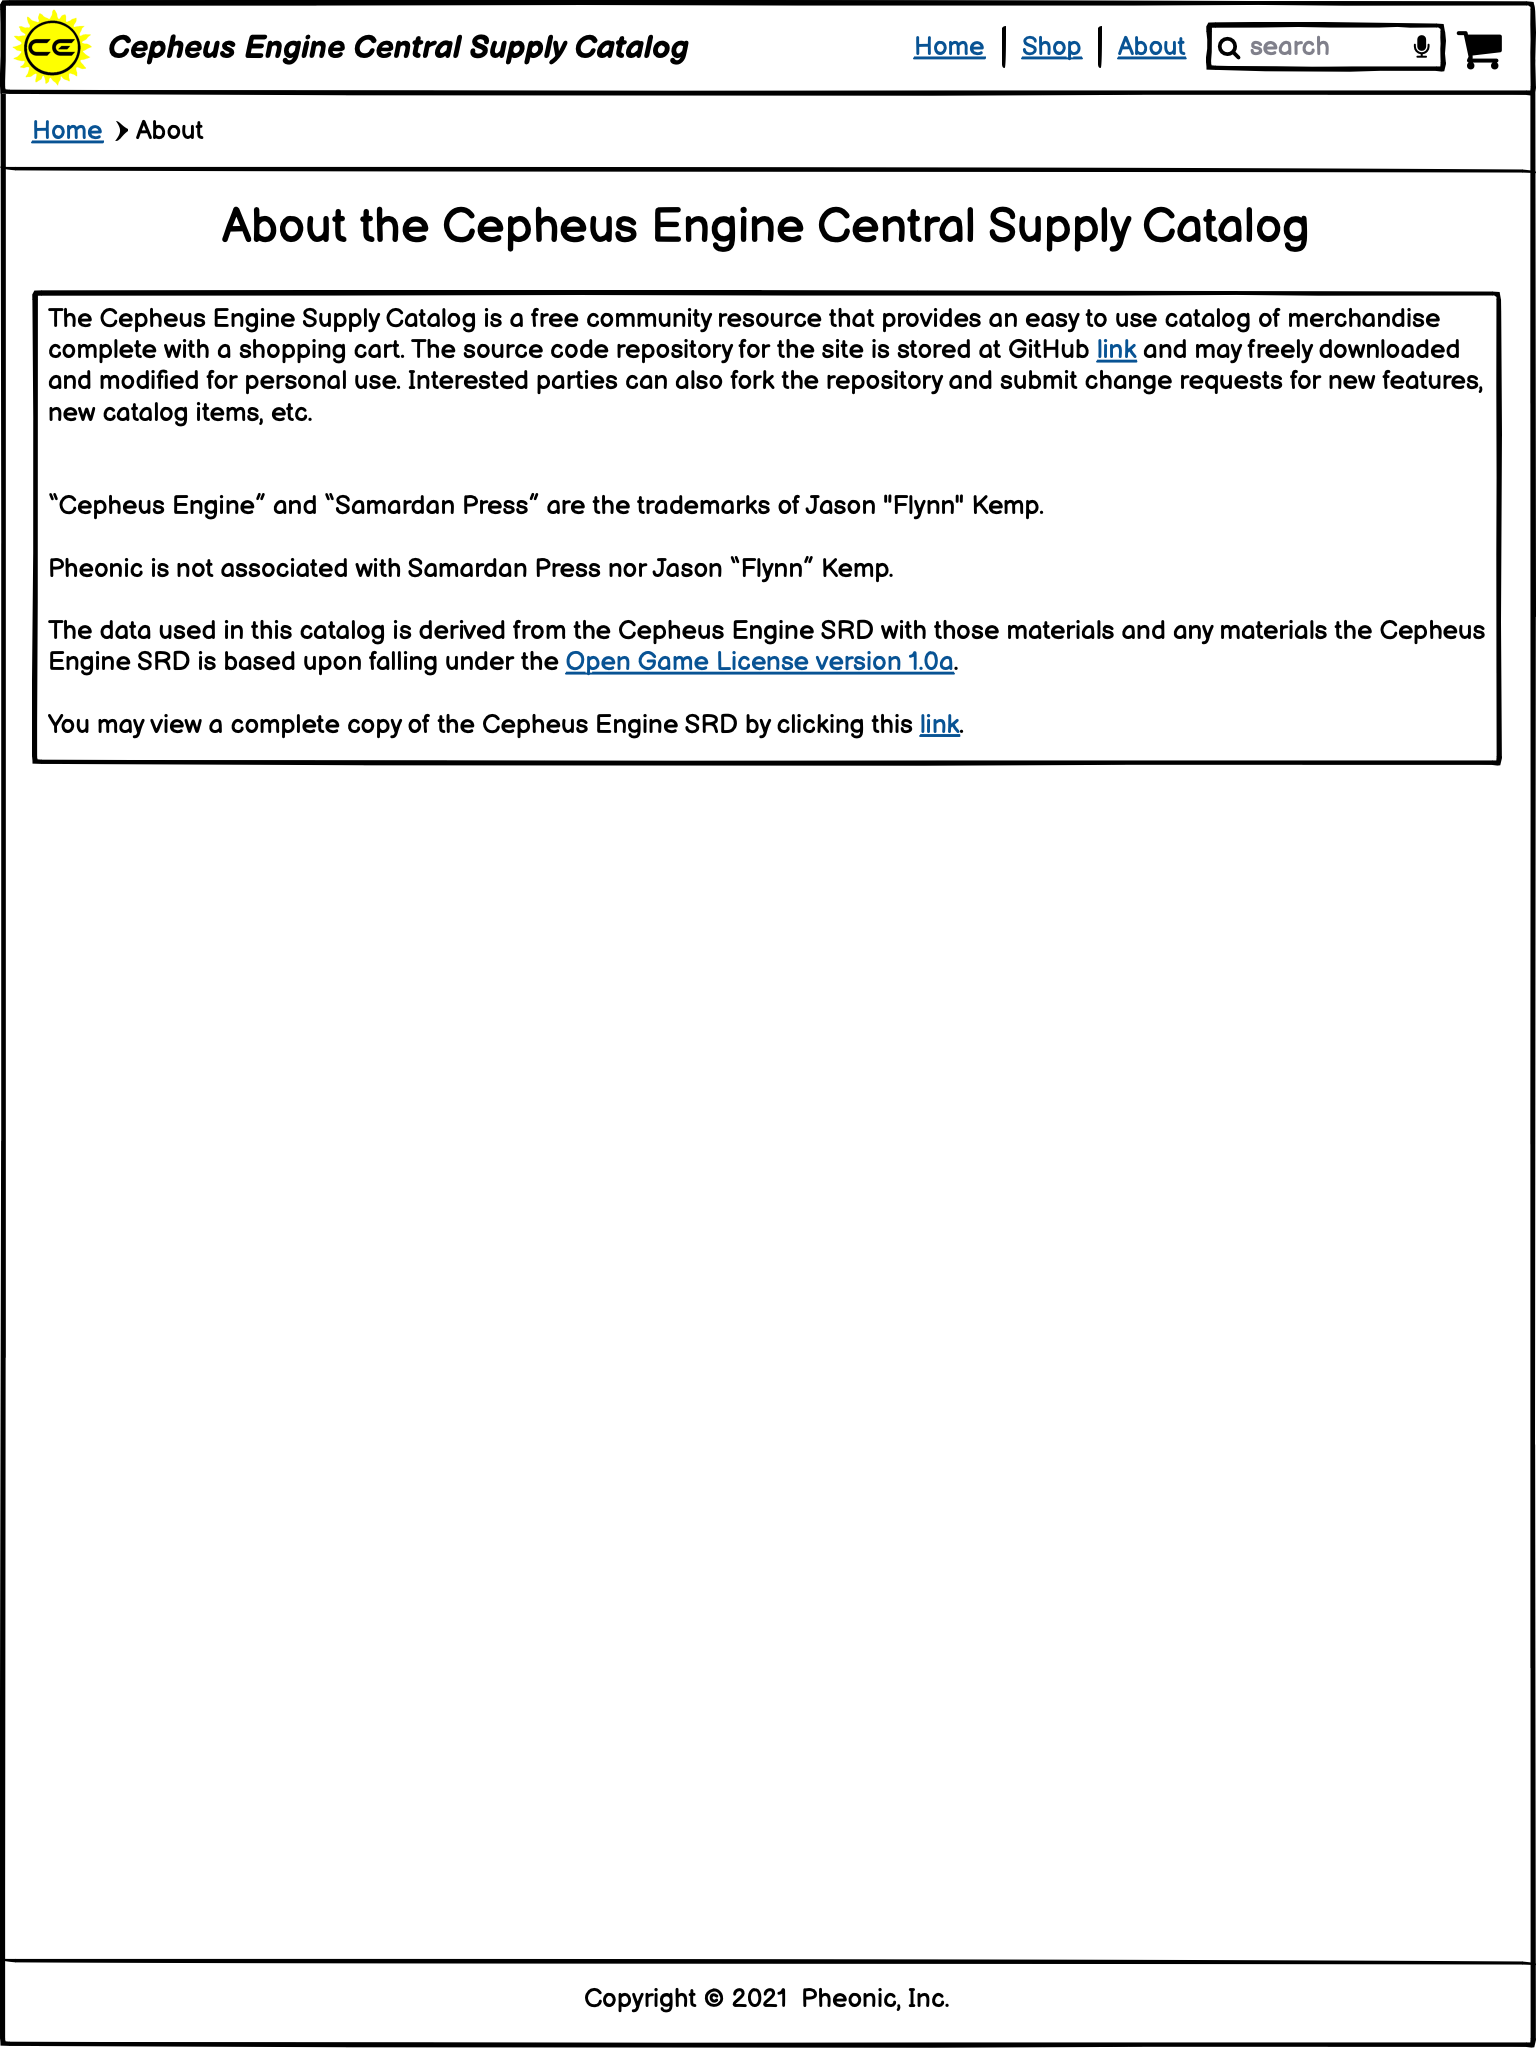 CE Cepheus Engine Central Supply Catalog Home Shop About search
Home About
About the Cepheus Engine Central Supply Catalog
The Cepheus Engine Supply Catalog is a free community resource that provides an easy to use catalog of merchandise
complete with a shopping cart. The source code repository for the site is stored at GitHub link and may freely downloaded
and modified for personal use. Interested parties can also fork the repository and submit change requests for new features,
new catalog items, etc.
“Cepheus Engine” and “Samardan Press” are the trademarks of Jason "Flynn" Kemp.
Pheonic is not associated with Samardan Press nor Jason “Flynn” Kemp.
The data used in this catalog is derived from the Cepheus Engine SRD with those materials and any materials the Cepheus
Engine SRD is based upon falling under the Open Game License version 1.0a.
You may view a complete copy of the Cepheus Engine SRD by clicking this link.
Copyright © 2021 Pheonic, Inc.